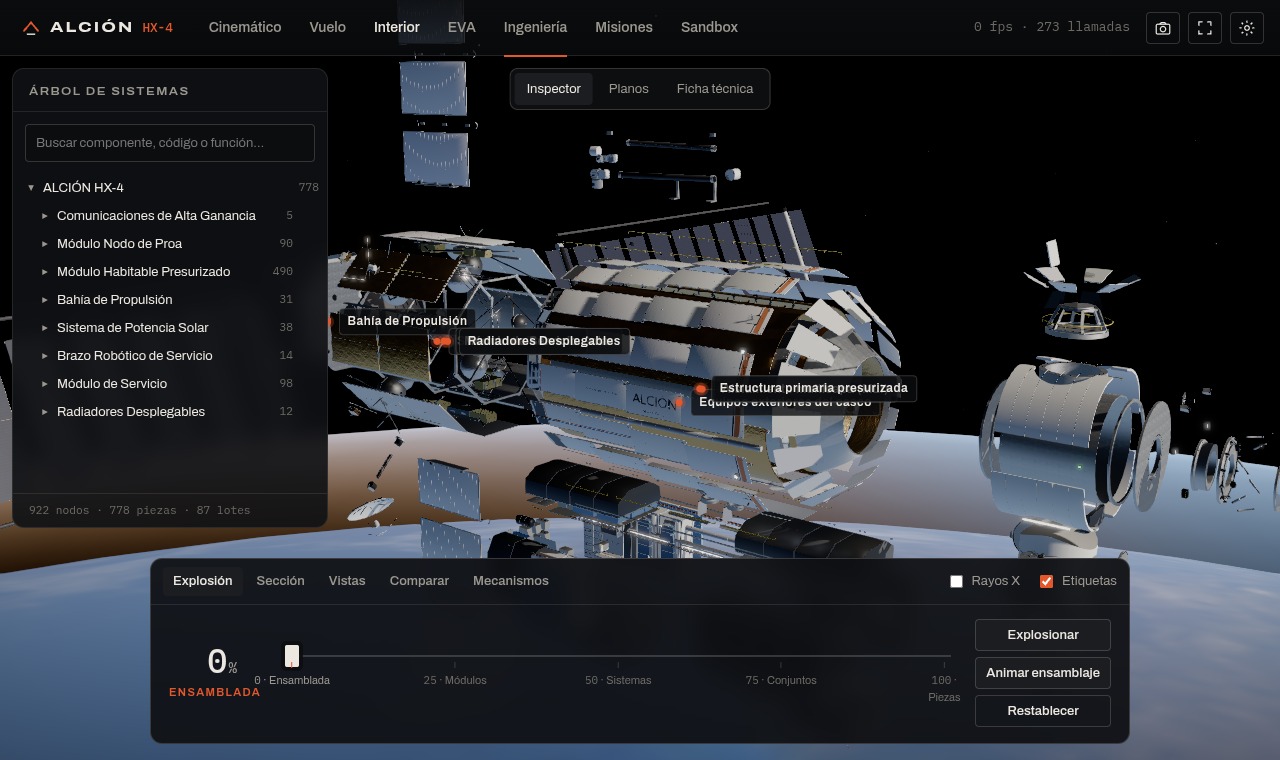 ALCIÓN HX-4 Cinemático Vuelo Interior EVA Ingeniería Misiones Sandbox 0 fps · 273 llamadas
Inspector Planos Ficha técnica
ÁRBOL DE SISTEMAS
Buscar componente, código o función...
ALCIÓN HX-4 778
Comunicaciones de Alta Ganancia 5
Módulo Nodo de Proa 90
Módulo Habitable Presurizado 490
Bahía de Propulsión 31
Sistema de Potencia Solar 38
Brazo Robótico de Servicio 14
Módulo de Servicio 98
Radiadores Desplegables 12
922 nodos · 778 piezas · 87 lotes
Bahía de Propulsión
Radiadores Desplegables
Estructura primaria presurizada
Equipos exteriores del casco
ALCIÓN
Explosión Sección Vistas Comparar Mecanismos Rayos X Etiquetas
0%
ENSAMBLADA
0 · Ensamblada 25 · Módulos 50 · Sistemas 75 · Conjuntos 100 · Piezas
Explosionar
Animar ensamblaje
Restablecer